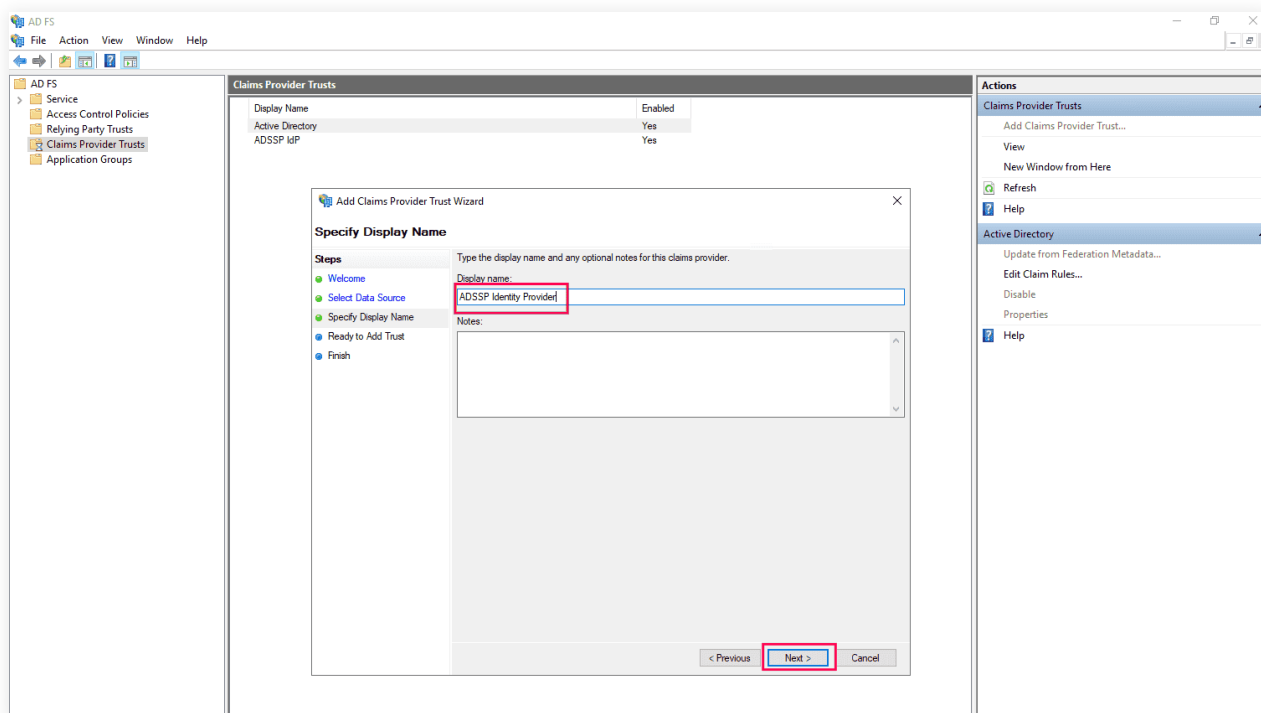 AD FS
File Action View Window Help
AD FS
Service
Access Control Policies
Relying Party Trusts
Claims Provider Trusts
Application Groups
Claims Provider Trusts
Display Name Enabled
Active Directory Yes
ADSSP IdP Yes
Add Claims Provider Trust Wizard
Specify Display Name
Steps
Welcome
Select Data Source
Specify Display Name
Ready to Add Trust
Finish
Type the display name and any optional notes for this claims provider.
Display name:
ADSSP Identity Provider
Notes:
< Previous Next > Cancel
Actions
Claims Provider Trusts
Add Claims Provider Trust...
View
New Window from Here
Refresh
Help
Active Directory
Update from Federation Metadata...
Edit Claim Rules...
Disable
Properties
Help